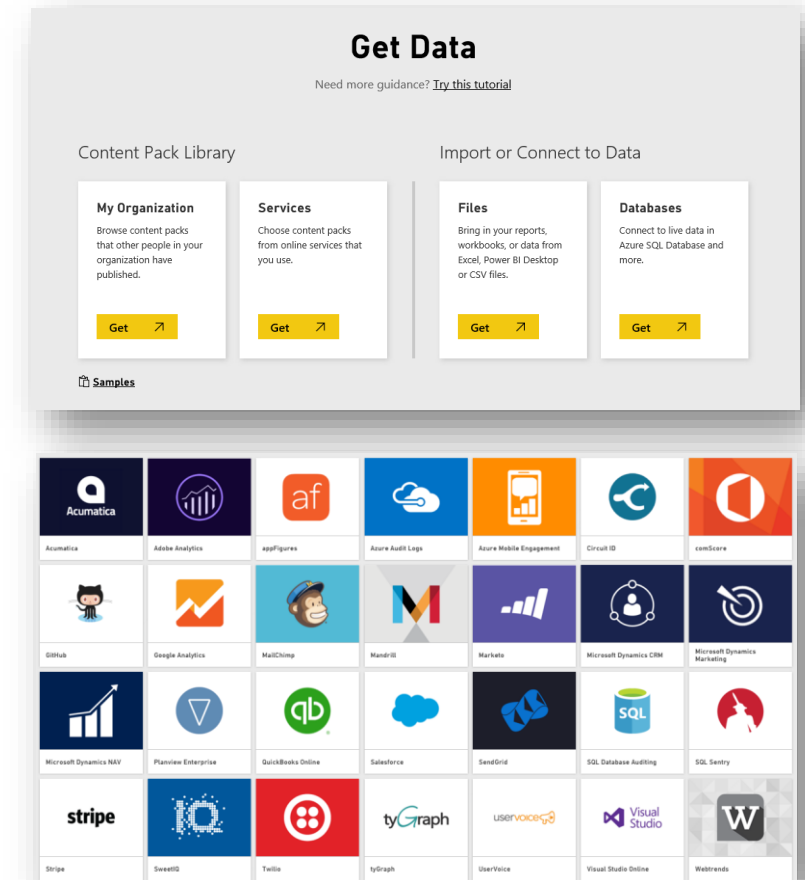 Get Data
Need more guidance? Try this tutorial
Content Pack Library
Import or Connect to Data
My Organization
Browse content packs
that other people in your
organization have
published.
Get
Services
Choose content packs
from online services that
you use.
Get
Files
Bring in your reports,
workbooks, or data from
Excel, Power BI Desktop
or CSV files.
Get
Databases
Connect to live data in
Azure SQL Database and
more.
Get
Samples
Acumatica
af
Acumatica
Adobe Analytics
appFigures
Azure Audit Logs
Azure Mobile Engagement
Circuit ID
comScore
M
GitHub
Google Analytics
MailChimp
Mandrill
Marketo
Microsoft Dynamics CRM
Microsoft Dynamics
Marketing
qb
SQL
Microsoft Dynamics NAV
Planview Enterprise
QuickBooks Online
Salesforce
SendGrid
SQL Database Auditing
SQL Sentry
stripe
IQ
tyGraph
uservoice
Visual
Studio
W
Stripe
SweetIQ
Twilio
tyGraph
UserVoice
Visual Studio Online
Webtrends